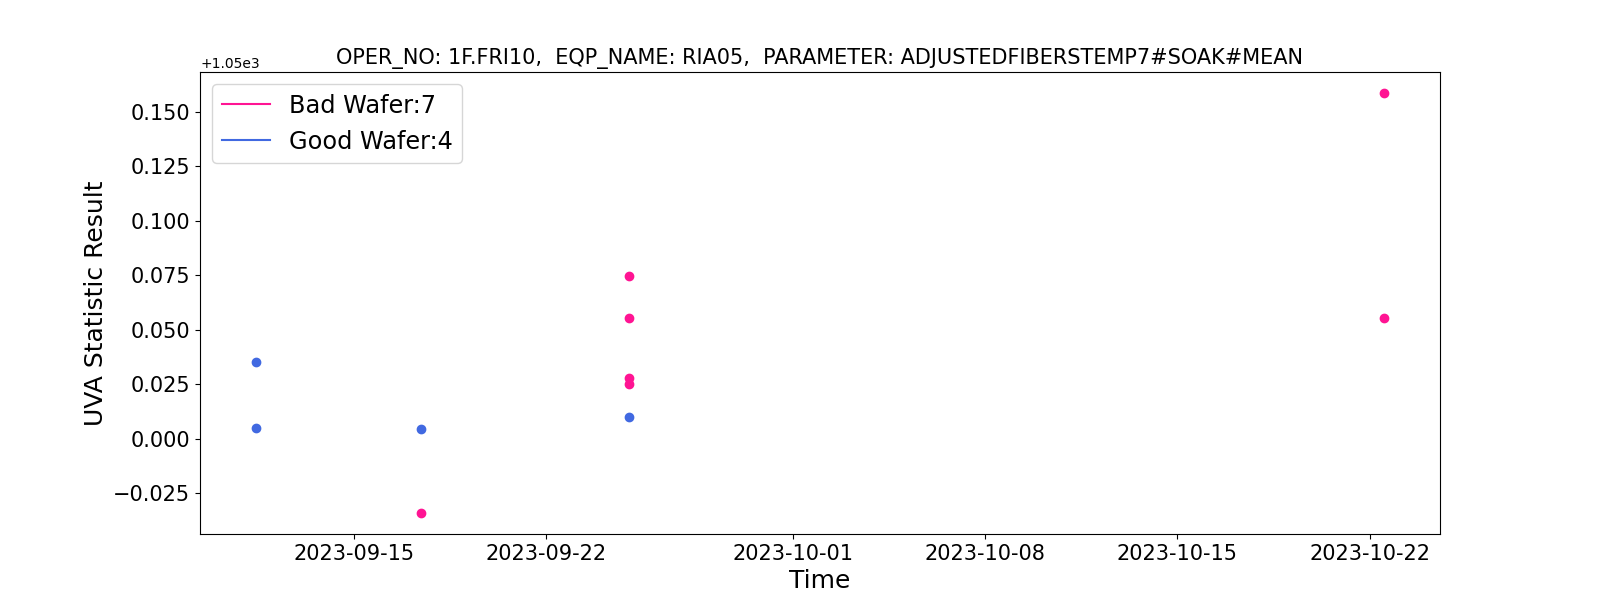 OPER_NO: 1F.FRI10,  EQP_NAME: RIA05,  PARAMETER: ADJUSTEDFIBERSTEMP7#SOAK#MEAN
+1.05e3
Bad Wafer:7
Good Wafer:4
UVA Statistic Result
0.150
0.125
0.100
0.075
0.050
0.025
0.000
−0.025
2023-09-15
2023-09-22
2023-10-01
2023-10-08
2023-10-15
2023-10-22
Time